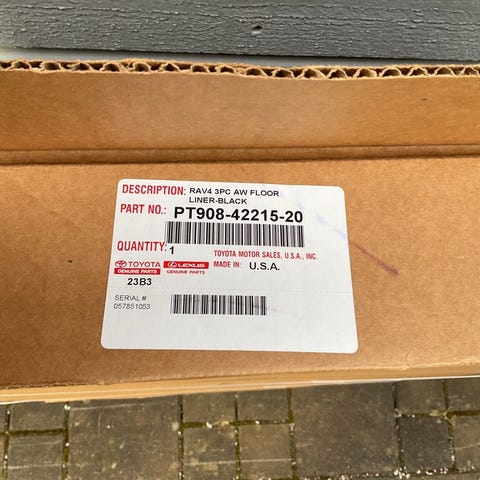 DESCRIPTION: RAV4 3PC AW FLOOR
LINER-BLACK
PART NO.: PT908-42215-20
QUANTITY: 1
TOYOTA MOTOR SALES, U.S.A., INC.
TOYOTA LEXUS MADE IN: U.S.A.
GENUINE PARTS GENUINE PARTS
23B3
SERIAL #
057851053